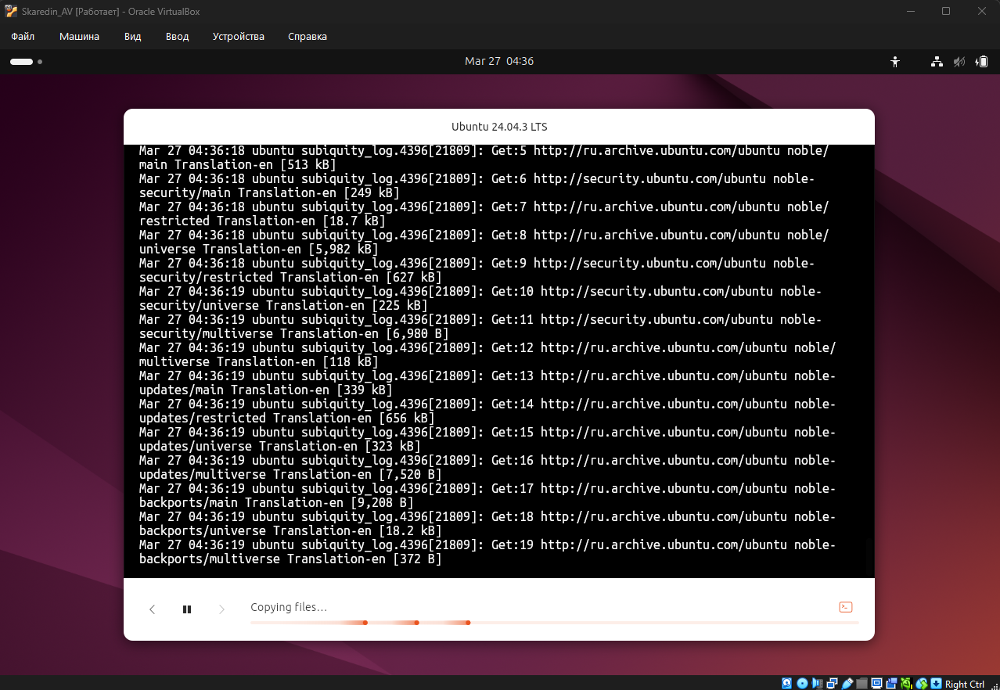 Skaredin_AV [Работает] - Oracle VirtualBox
Файл Машина Вид Ввод Устройства Справка
Mar 27 04:36
Ubuntu 24.04.3 LTS
Mar 27 04:36:18 ubuntu subiquity_log.4396[21809]: Get:5 http://ru.archive.ubuntu.com/ubuntu noble/
main Translation-en [513 kB]
Mar 27 04:36:18 ubuntu subiquity_log.4396[21809]: Get:6 http://security.ubuntu.com/ubuntu noble-
security/main Translation-en [249 kB]
Mar 27 04:36:18 ubuntu subiquity_log.4396[21809]: Get:7 http://ru.archive.ubuntu.com/ubuntu noble/
restricted Translation-en [18.7 kB]
Mar 27 04:36:18 ubuntu subiquity_log.4396[21809]: Get:8 http://ru.archive.ubuntu.com/ubuntu noble/
universe Translation-en [5,982 kB]
Mar 27 04:36:18 ubuntu subiquity_log.4396[21809]: Get:9 http://security.ubuntu.com/ubuntu noble-
security/restricted Translation-en [627 kB]
Mar 27 04:36:19 ubuntu subiquity_log.4396[21809]: Get:10 http://security.ubuntu.com/ubuntu noble-
security/universe Translation-en [225 kB]
Mar 27 04:36:19 ubuntu subiquity_log.4396[21809]: Get:11 http://security.ubuntu.com/ubuntu noble-
security/multiverse Translation-en [6,980 B]
Mar 27 04:36:19 ubuntu subiquity_log.4396[21809]: Get:12 http://ru.archive.ubuntu.com/ubuntu noble/
multiverse Translation-en [118 kB]
Mar 27 04:36:19 ubuntu subiquity_log.4396[21809]: Get:13 http://ru.archive.ubuntu.com/ubuntu noble-
updates/main Translation-en [339 kB]
Mar 27 04:36:19 ubuntu subiquity_log.4396[21809]: Get:14 http://ru.archive.ubuntu.com/ubuntu noble-
updates/restricted Translation-en [656 kB]
Mar 27 04:36:19 ubuntu subiquity_log.4396[21809]: Get:15 http://ru.archive.ubuntu.com/ubuntu noble-
updates/universe Translation-en [323 kB]
Mar 27 04:36:19 ubuntu subiquity_log.4396[21809]: Get:16 http://ru.archive.ubuntu.com/ubuntu noble-
updates/multiverse Translation-en [7,520 B]
Mar 27 04:36:19 ubuntu subiquity_log.4396[21809]: Get:17 http://ru.archive.ubuntu.com/ubuntu noble-
backports/main Translation-en [9,208 B]
Mar 27 04:36:19 ubuntu subiquity_log.4396[21809]: Get:18 http://ru.archive.ubuntu.com/ubuntu noble-
backports/universe Translation-en [18.2 kB]
Mar 27 04:36:19 ubuntu subiquity_log.4396[21809]: Get:19 http://ru.archive.ubuntu.com/ubuntu noble-
backports/multiverse Translation-en [372 B]
Copying files…
Right Ctrl